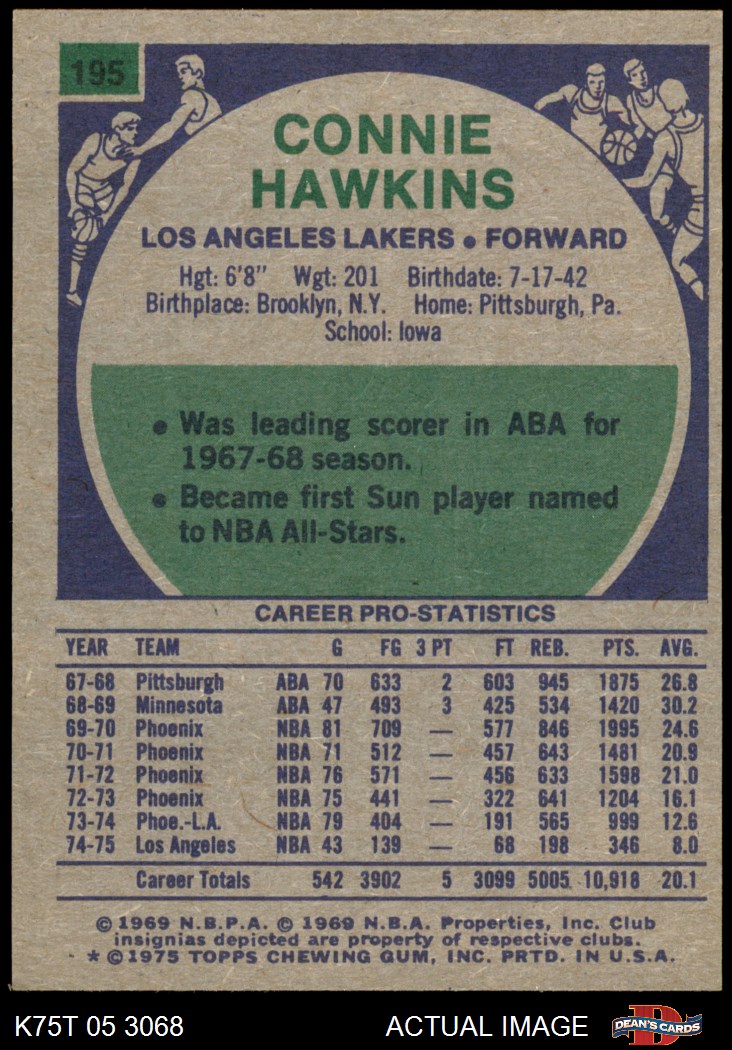 195
CONNIE
HAWKINS
LOS ANGELES LAKERS • FORWARD
Hgt: 6'8" Wgt: 201 Birthdate: 7-17-42
Birthplace: Brooklyn, N.Y. Home: Pittsburgh, Pa.
School: Iowa
• Was leading scorer in ABA for
1967-68 season.
• Became first Sun player named
to NBA All-Stars.
CAREER PRO-STATISTICS
YEAR TEAM G FG 3 PT FT REB. PTS. AVG.
67-68 Pittsburgh ABA 70 633 2 603 945 1875 26.8
68-69 Minnesota ABA 47 493 3 425 534 1420 30.2
69-70 Phoenix NBA 81 709 — 577 846 1995 24.6
70-71 Phoenix NBA 71 512 — 457 643 1481 20.9
71-72 Phoenix NBA 76 571 — 456 633 1598 21.0
72-73 Phoenix NBA 75 441 — 322 641 1204 16.1
73-74 Phoe.-L.A. NBA 79 404 — 191 565 999 12.6
74-75 Los Angeles NBA 43 139 — 68 198 346 8.0
Career Totals 542 3902 5 3099 5005 10,918 20.1
© 1969 N.B.P.A. © 1969 N.B.A. Properties, Inc. Club
insignias depicted are property of respective clubs.
* © 1975 TOPPS CHEWING GUM, INC. PRTD. IN U.S.A.
K75T 05 3068 ACTUAL IMAGE D DEAN'S CARDS